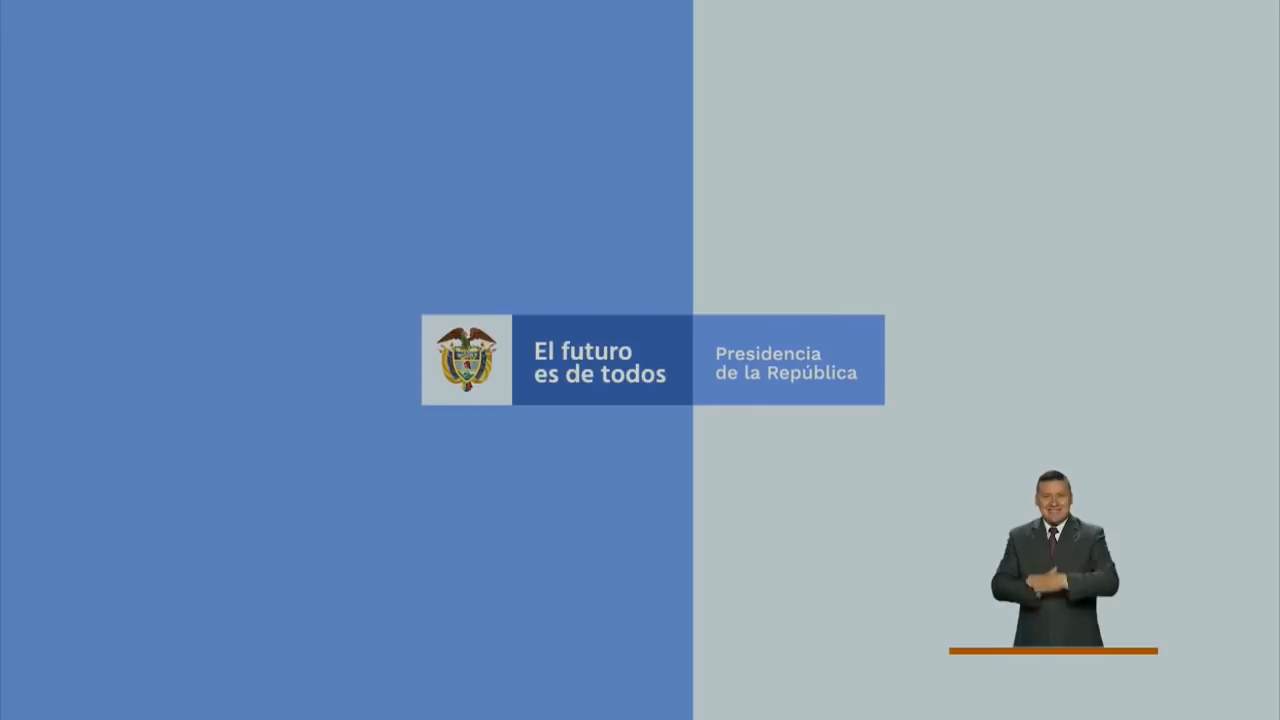 El futuro
es de todos
Presidencia
de la República